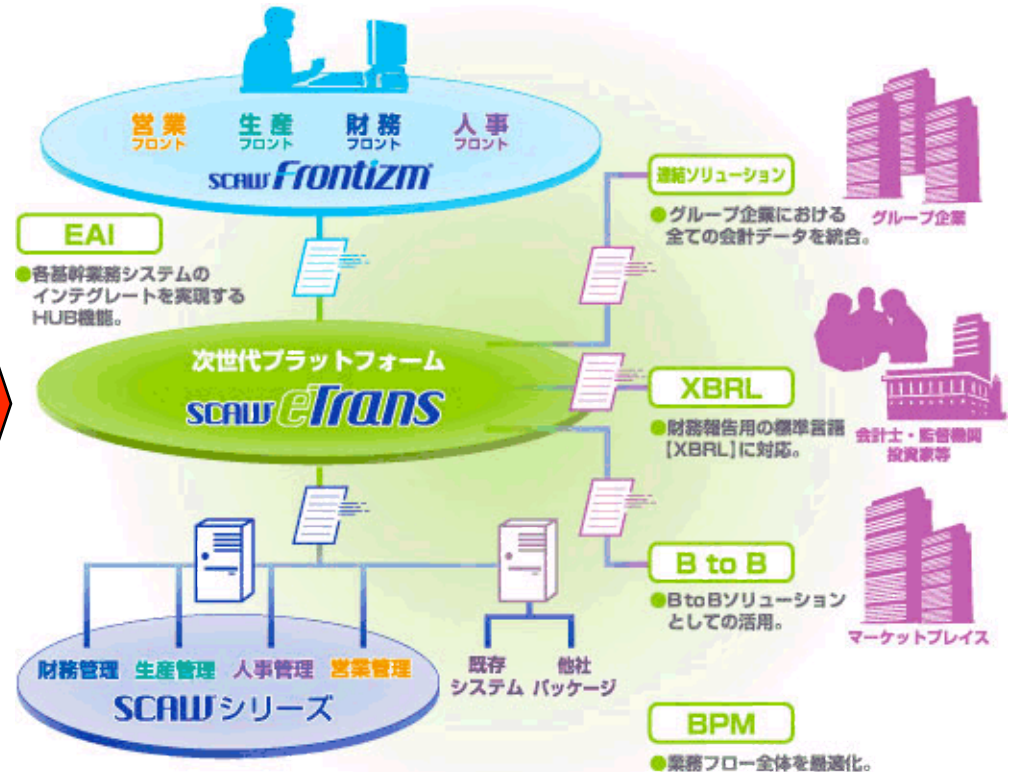 営業 生産 財務 人事
フロント フロント フロント フロント
SCAW Frontizm
連結ソリューション
●グループ企業における
全ての会計データを統合。
グループ企業
EAI
●各基幹業務システムの
インテグレートを実現する
HUB機能。
次世代プラットフォーム
SCAW eTrans
XBRL
●財務報告用の標準言語
[XBRL]に対応。
会計士・監督機関
投資家等
B to B
●BtoBソリューション
としての活用。
マーケットプレイス
財務管理 生産管理 人事管理 営業管理
SCAWシリーズ
既存 他社
システム パッケージ
BPM
●業務フロー全体を最適化。